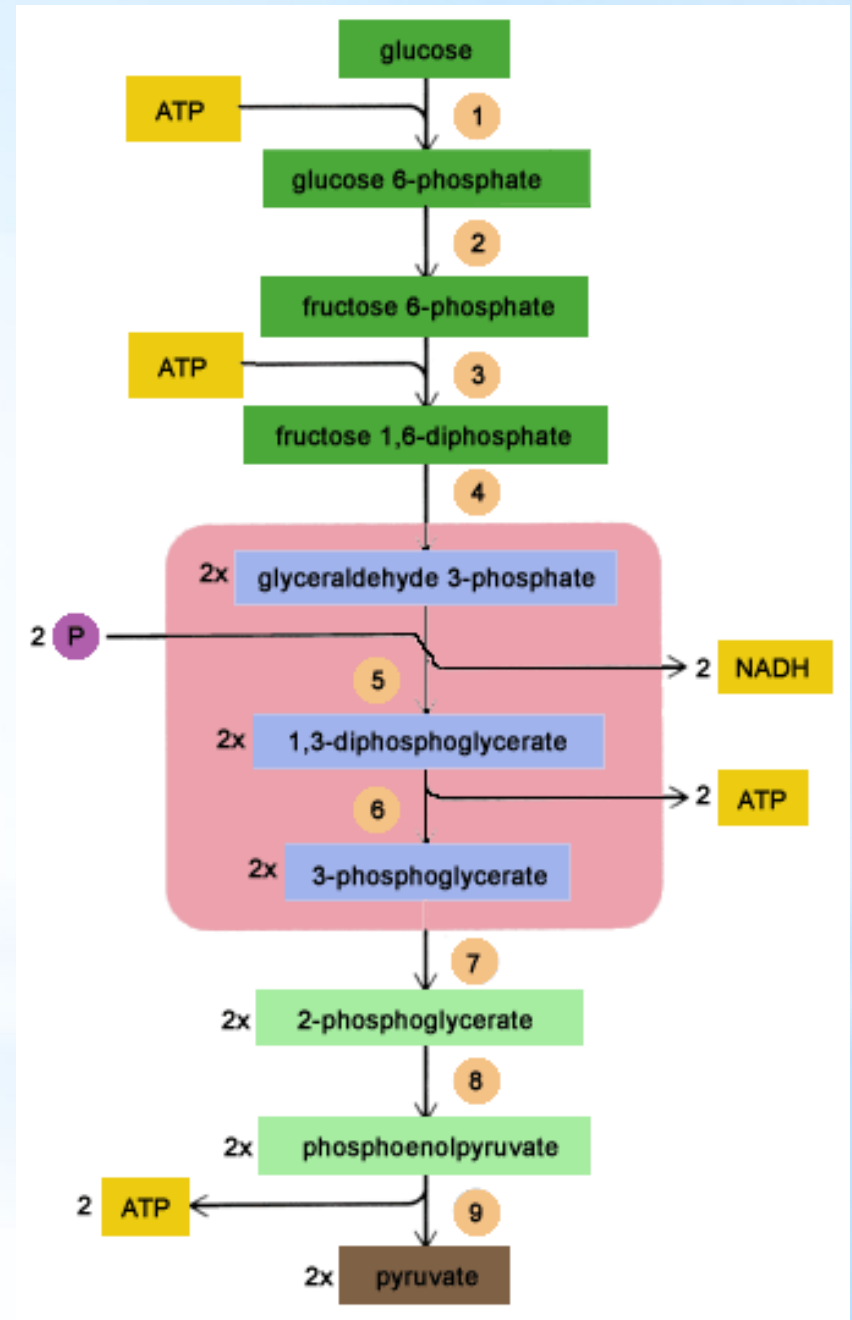 glucose
ATP
1
glucose 6-phosphate
2
fructose 6-phosphate
ATP
3
fructose 1,6-diphosphate
4
2x glyceraldehyde 3-phosphate
2 P
2 NADH
5
2x 1,3-diphosphoglycerate
6
2 ATP
2x 3-phosphoglycerate
7
2x 2-phosphoglycerate
8
2x phosphoenolpyruvate
2 ATP
9
2x pyruvate